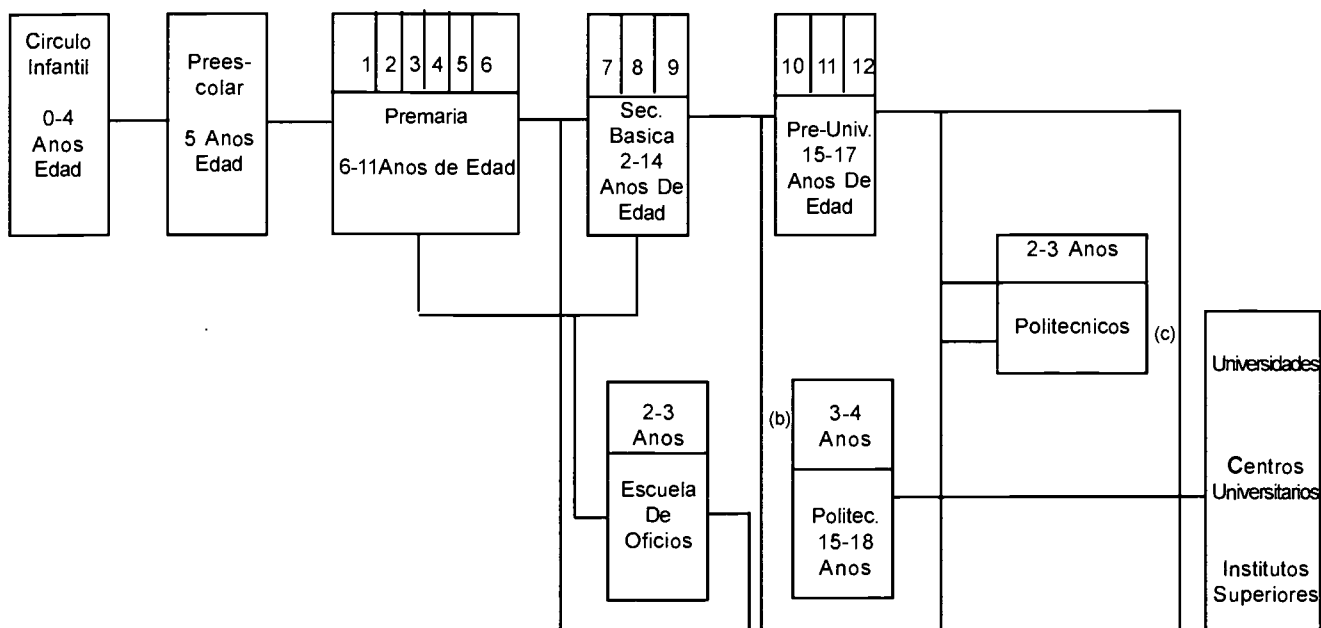 Circulo
Infantil
0-4
Anos
Edad
Prees-
colar
5 Anos
Edad
1 2 3 4 5 6
Premaria
6-11Anos de Edad
7 8 9
Sec.
Basica
2-14
Anos De
Edad
10 11 12
Pre-Univ.
15-17
Anos De
Edad
2-3 Anos
Politecnicos
(c)
2-3
Anos
Escuela
De
Oficios
(b)
3-4
Anos
Politec.
15-18
Anos
Universidades
Centros
Universitarios
Institutos
Superiores